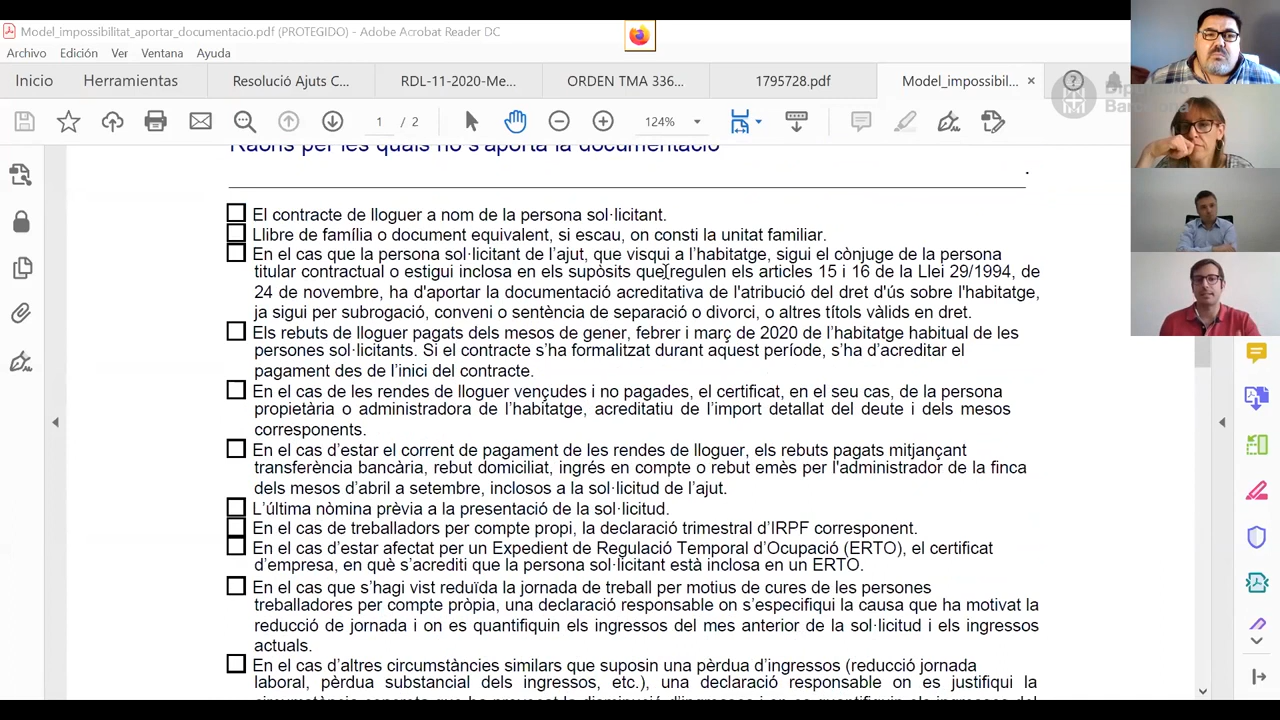 Model_impossibilitat_aportar_documentacio.pdf (PROTEGIDO) - Adobe Acrobat Reader DC
Archivo Edición Ver Ventana Ayuda
Inicio Herramientas Resolució Ajuts C... RDL-11-2020-Me... ORDEN TMA 336... 1795728.pdf Model_impossibil... ×
Diputació
Barcelona
1 / 2 124%
Raons per les quals no s'aporta la documentació
.
El contracte de lloguer a nom de la persona sol·licitant.
Llibre de família o document equivalent, si escau, on consti la unitat familiar.
En el cas que la persona sol·licitant de l’ajut, que visqui a l’habitatge, sigui el cònjuge de la persona
titular contractual o estigui inclosa en els supòsits que regulen els articles 15 i 16 de la Llei 29/1994, de
24 de novembre, ha d'aportar la documentació acreditativa de l'atribució del dret d'ús sobre l'habitatge,
ja sigui per subrogació, conveni o sentència de separació o divorci, o altres títols vàlids en dret.
Els rebuts de lloguer pagats dels mesos de gener, febrer i març de 2020 de l’habitatge habitual de les
persones sol·licitants. Si el contracte s’ha formalitzat durant aquest període, s’ha d’acreditar el
pagament des de l’inici del contracte.
En el cas de les rendes de lloguer vençudes i no pagades, el certificat, en el seu cas, de la persona
propietària o administradora de l’habitatge, acreditatiu de l’import detallat del deute i dels mesos
corresponents.
En el cas d’estar el corrent de pagament de les rendes de lloguer, els rebuts pagats mitjançant
transferència bancària, rebut domiciliat, ingrés en compte o rebut emès per l'administrador de la finca
dels mesos d’abril a setembre, inclosos a la sol·licitud de l’ajut.
L’última nòmina prèvia a la presentació de la sol·licitud.
En el cas de treballadors per compte propi, la declaració trimestral d’IRPF corresponent.
En el cas d’estar afectat per un Expedient de Regulació Temporal d’Ocupació (ERTO), el certificat
d’empresa, en què s’acrediti que la persona sol·licitant està inclosa en un ERTO.
En el cas que s’hagi vist reduïda la jornada de treball per motius de cures de les persones
treballadores per compte pròpia, una declaració responsable on s’especifiqui la causa que ha motivat la
reducció de jornada i on es quantifiquin els ingressos del mes anterior de la sol·licitud i els ingressos
actuals.
En el cas d’altres circumstàncies similars que suposin una pèrdua d’ingressos (reducció jornada
laboral, pèrdua substancial dels ingressos, etc.), una declaració responsable on es justifiqui la